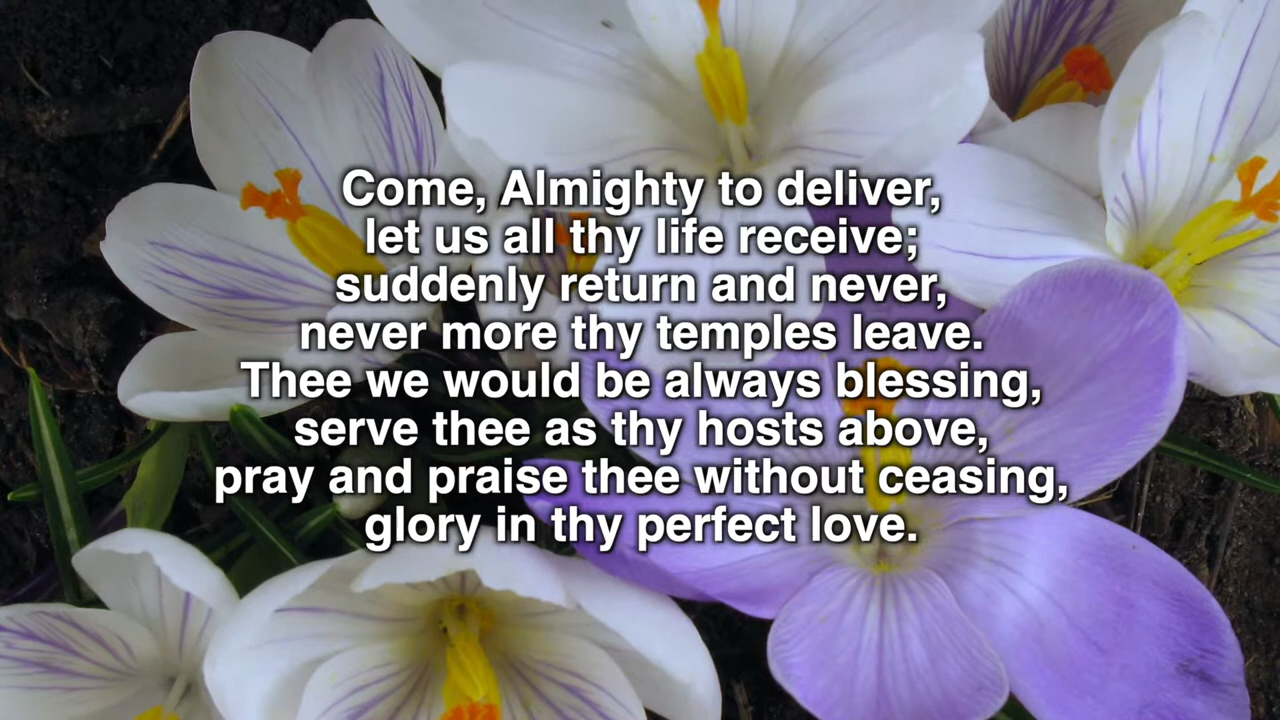 Come, Almighty to deliver,
let us all thy life receive;
suddenly return and never,
never more thy temples leave.
Thee we would be always blessing,
serve thee as thy hosts above,
pray and praise thee without ceasing,
glory in thy perfect love.